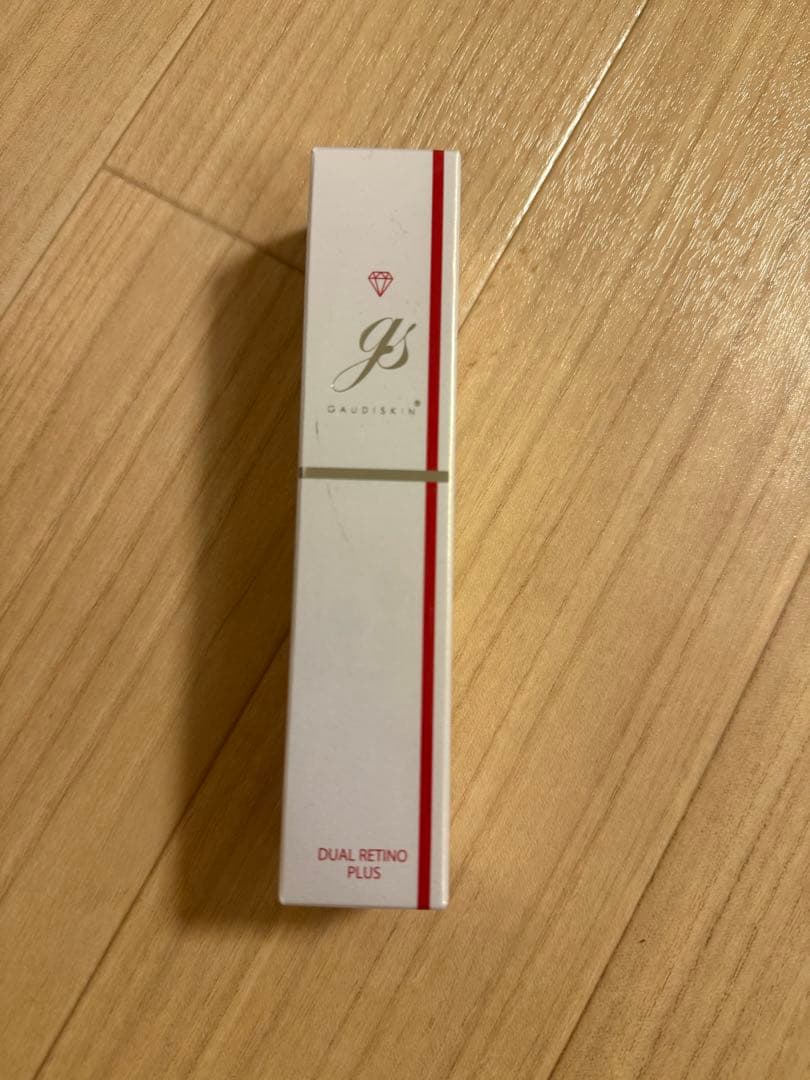 gs
GAUDISKIN®
DUAL RETINO
PLUS